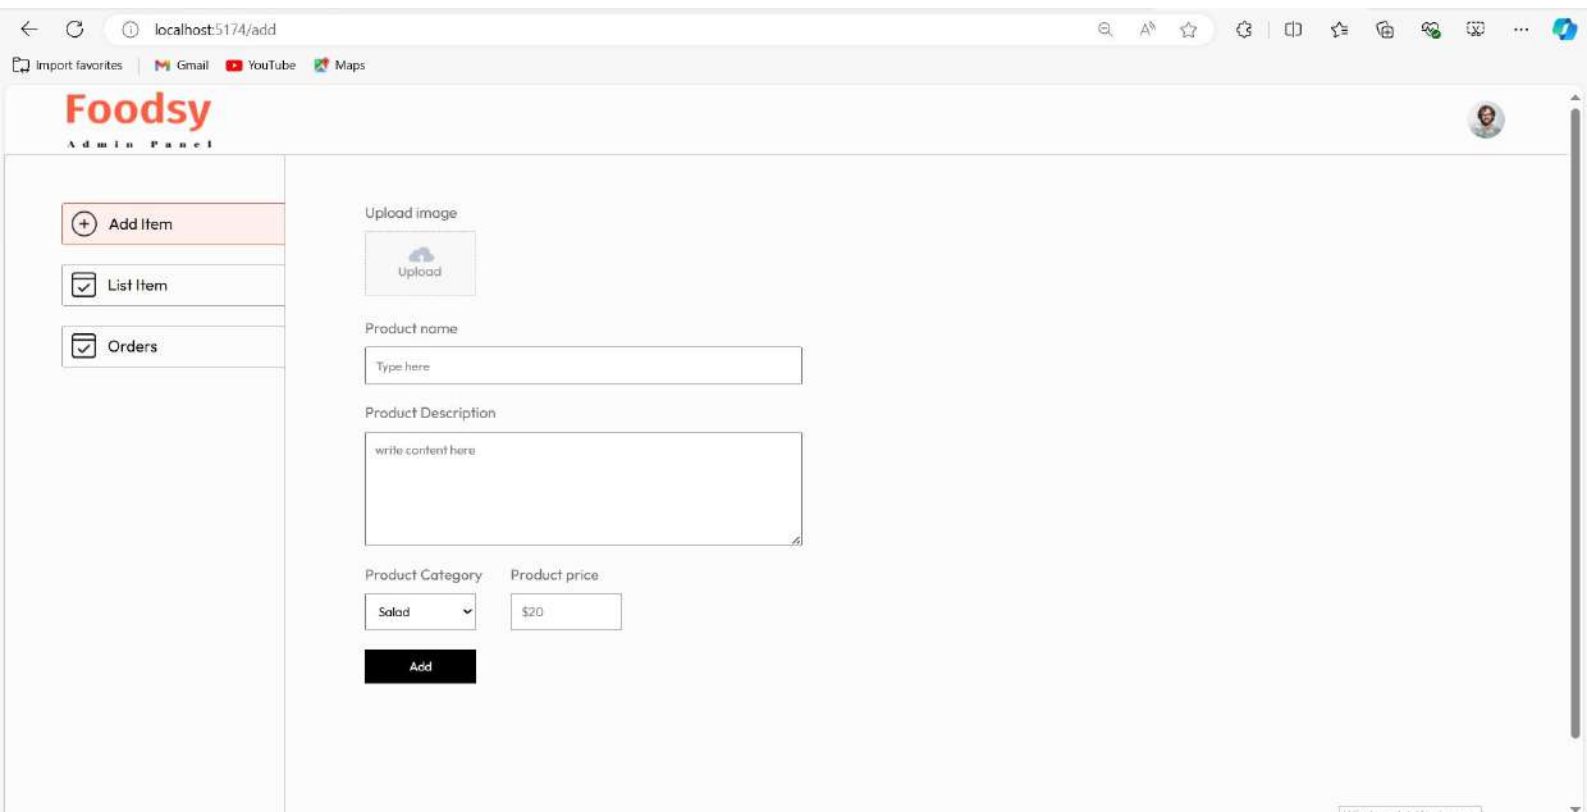 localhost:5174/add
Import favorites
Gmail
YouTube
Maps
Foodsy
Admin Panel
Add Item
List Item
Orders
Upload image
Upload
Product name
Type here
Product Description
write content here
Product Category
Product price
Salad
$20
Add